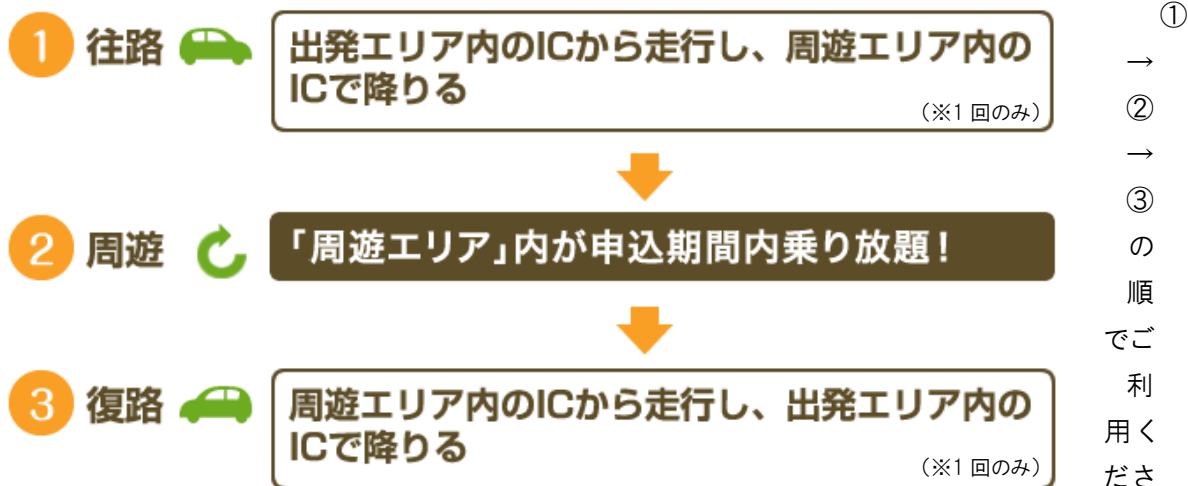 1 往路
出発エリア内のICから走行し、周遊エリア内の
ICで降りる
（※1 回のみ）
2 周遊
「周遊エリア」内が申込期間内乗り放題！
3 復路
周遊エリア内のICから走行し、出発エリア内の
ICで降りる
（※1 回のみ）
①
→
②
→
③
の
順
でご
利
用く
ださ